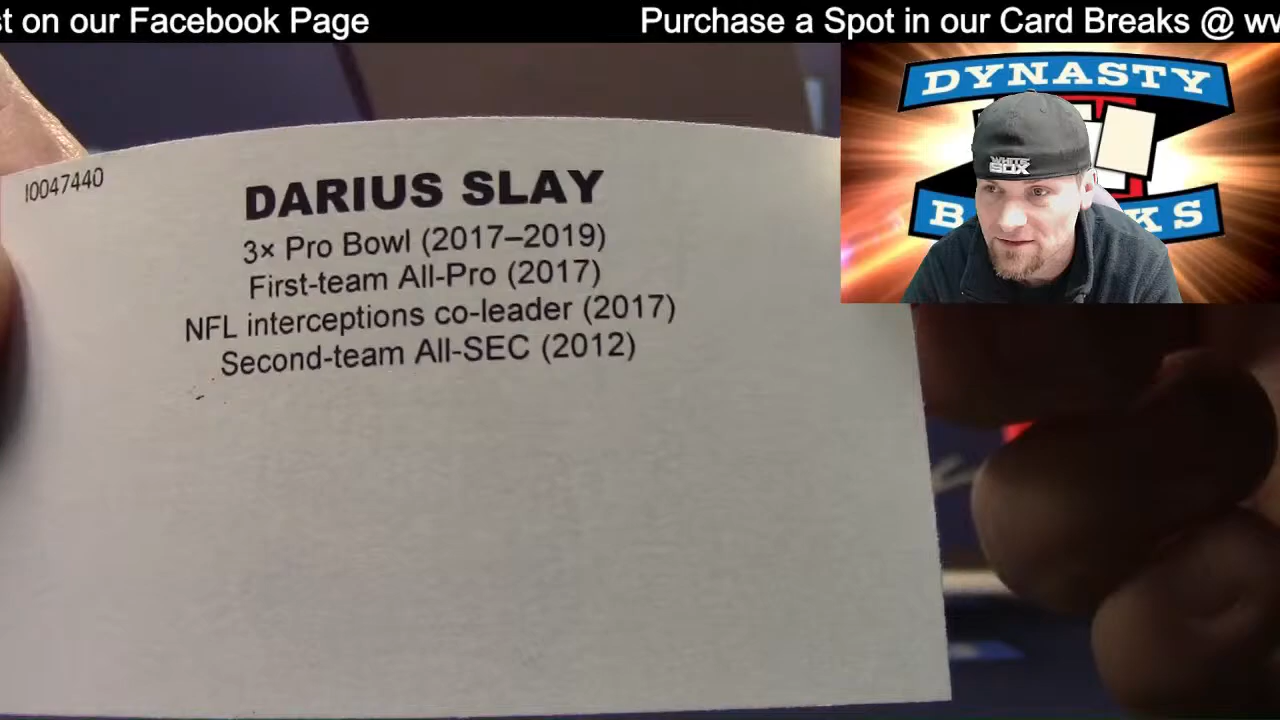 st on our Facebook Page
Purchase a Spot in our Card Breaks @
DYNASTY
WHITE
SOX
I0047440
DARIUS SLAY
3× Pro Bowl (2017–2019)
First-team All-Pro (2017)
NFL interceptions co-leader (2017)
Second-team All-SEC (2012)